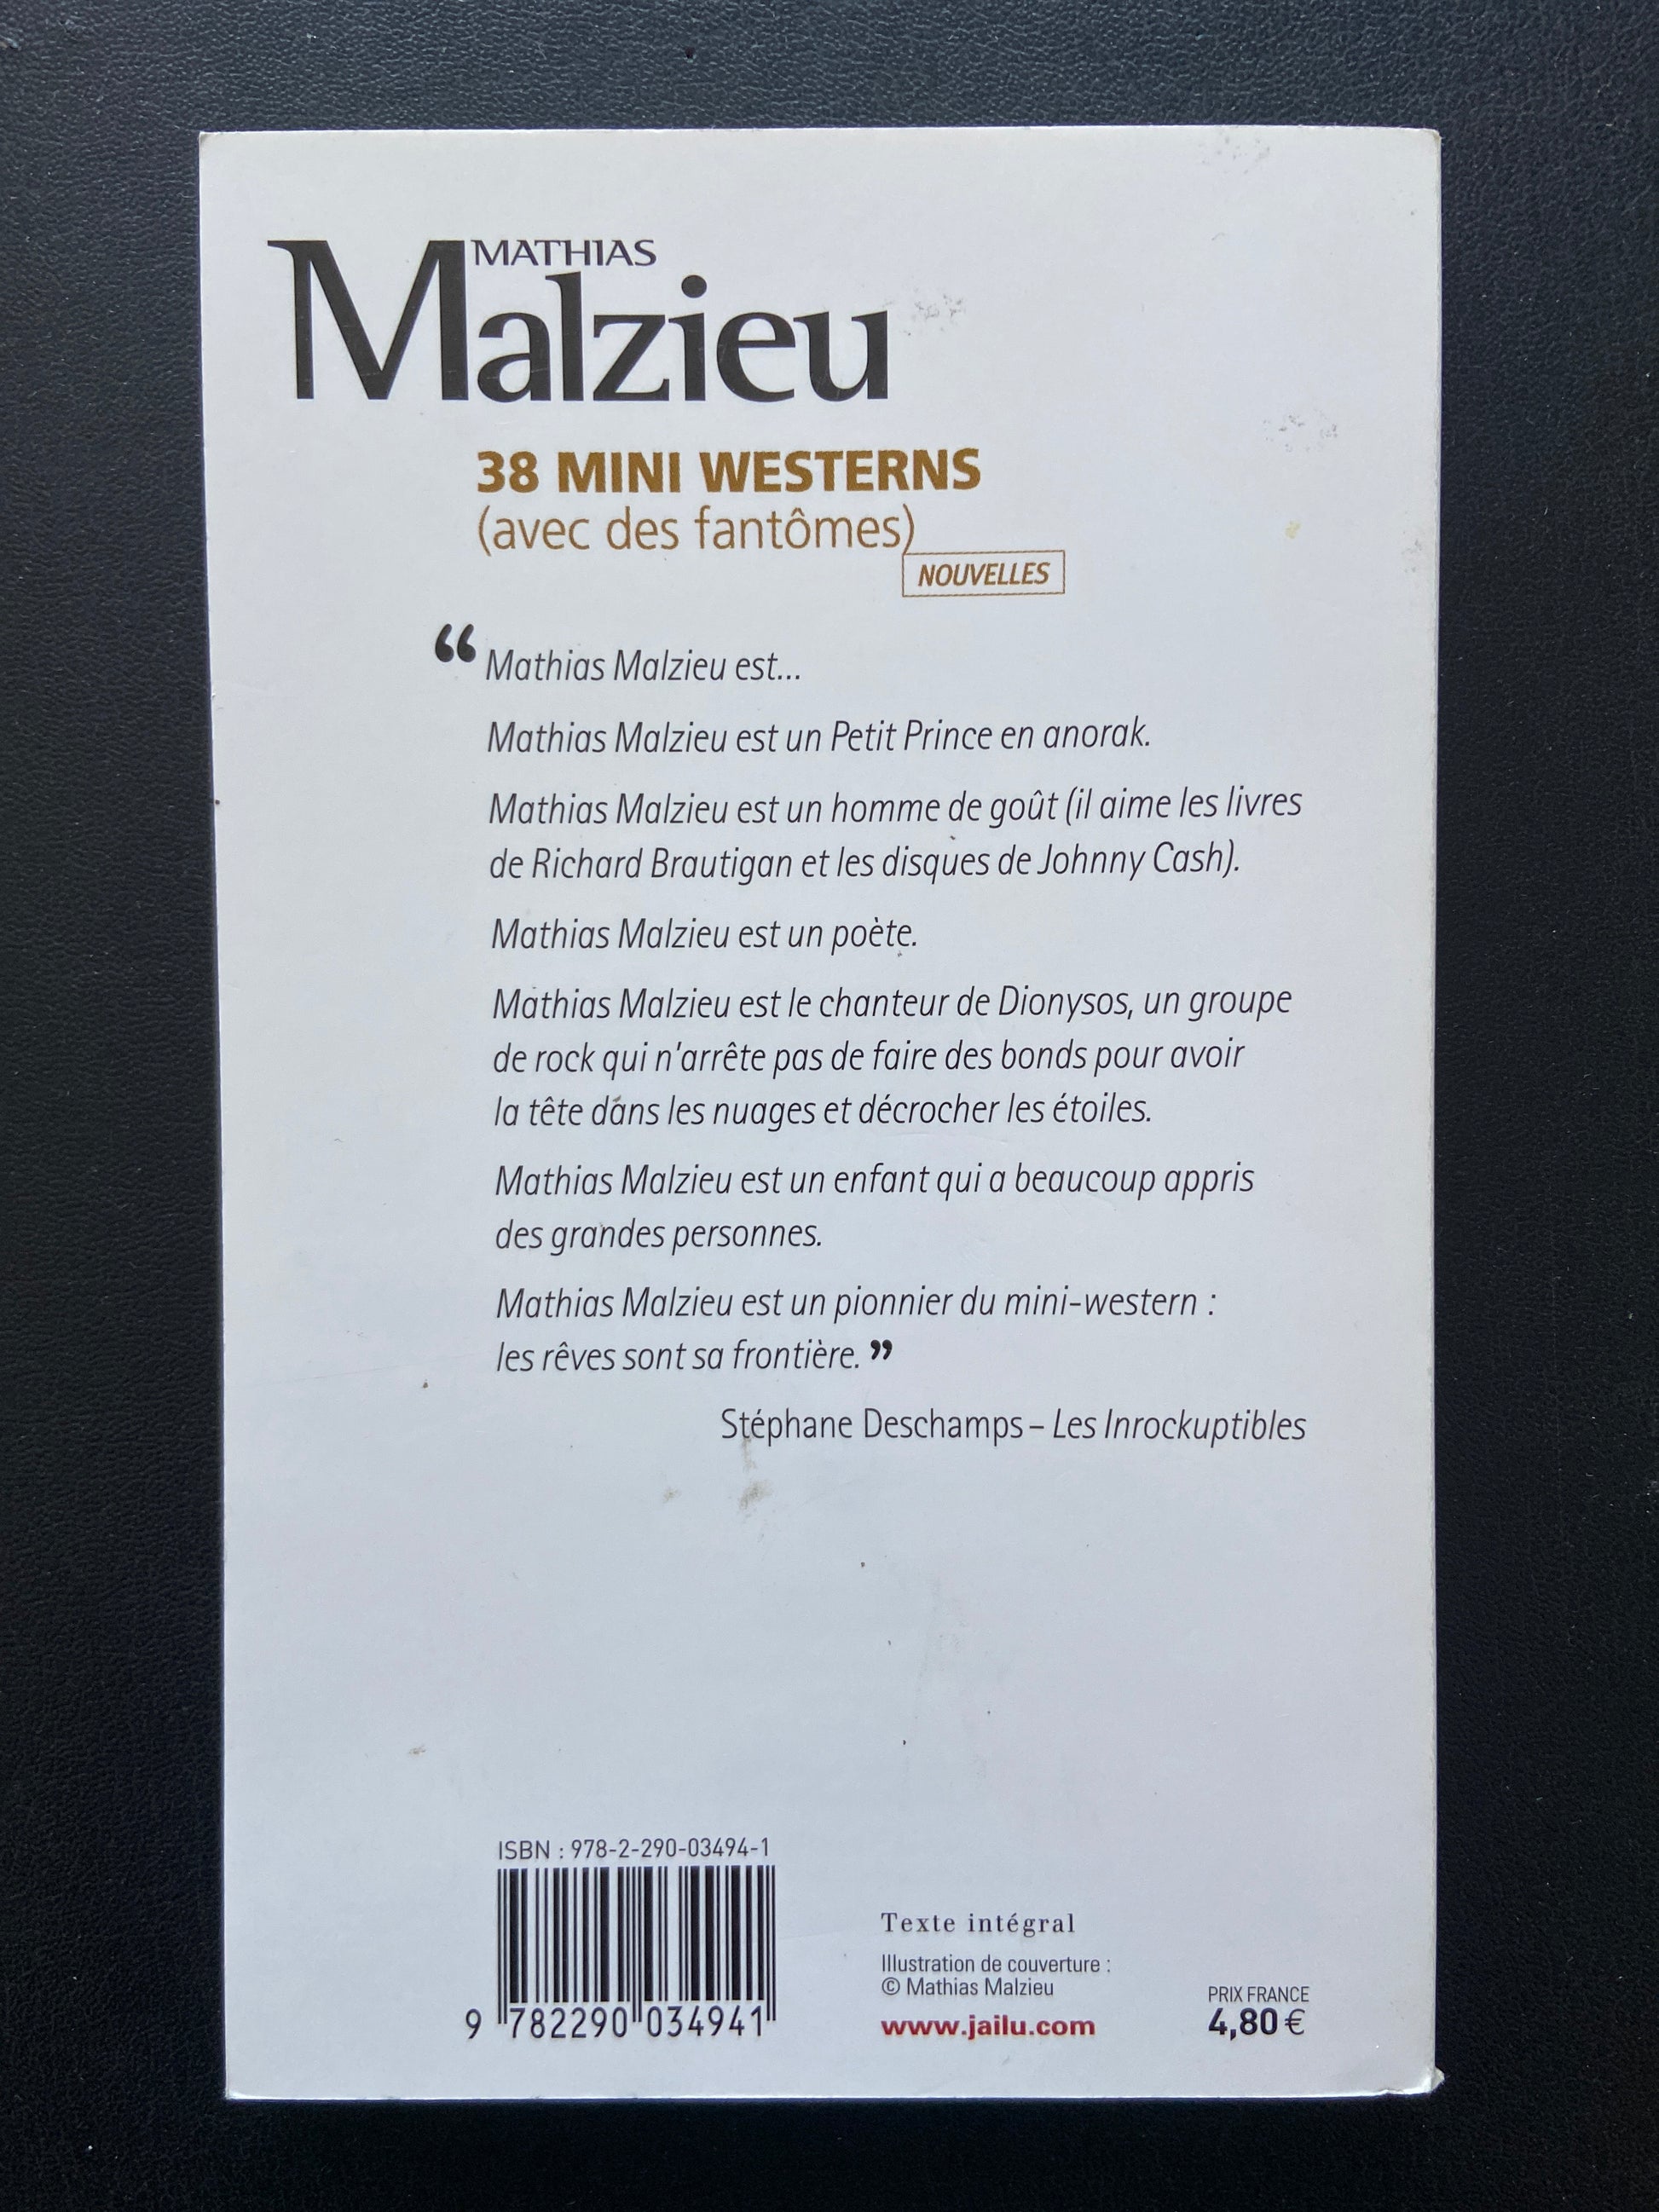 MATHIAS
Malzieu
38 MINI WESTERNS
(avec des fantômes)
NOUVELLES
“ Mathias Malzieu est...
Mathias Malzieu est un Petit Prince en anorak.
Mathias Malzieu est un homme de goût (il aime les livres
de Richard Brautigan et les disques de Johnny Cash).
Mathias Malzieu est un poète.
Mathias Malzieu est le chanteur de Dionysos, un groupe
de rock qui n'arrête pas de faire des bonds pour avoir
la tête dans les nuages et décrocher les étoiles.
Mathias Malzieu est un enfant qui a beaucoup appris
des grandes personnes.
Mathias Malzieu est un pionnier du mini-western :
les rêves sont sa frontière. ”
Stéphane Deschamps – Les Inrockuptibles
ISBN : 978-2-290-03494-1
9 782290 034941
Texte intégral
Illustration de couverture :
© Mathias Malzieu
www.jailu.com
PRIX FRANCE
4,80 €